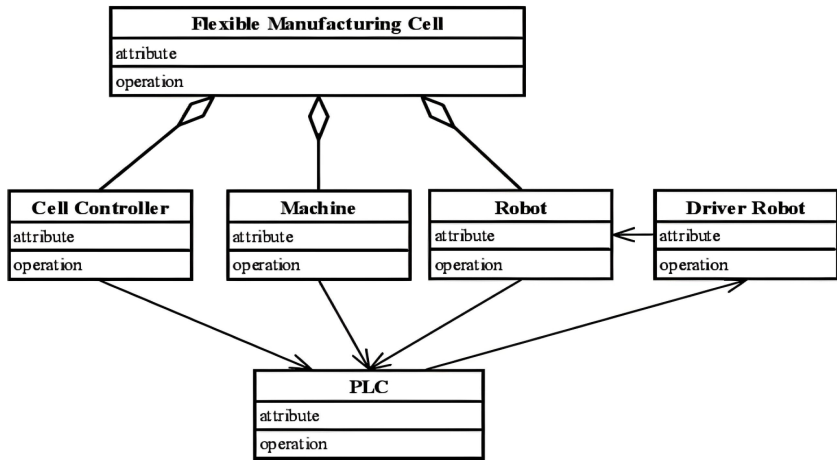 Flexible Manufacturing Cell
attribute
operation
Cell Controller
attribute
operation
Machine
attribute
operation
Robot
attribute
operation
Driver Robot
attribute
operation
PLC
attribute
operation